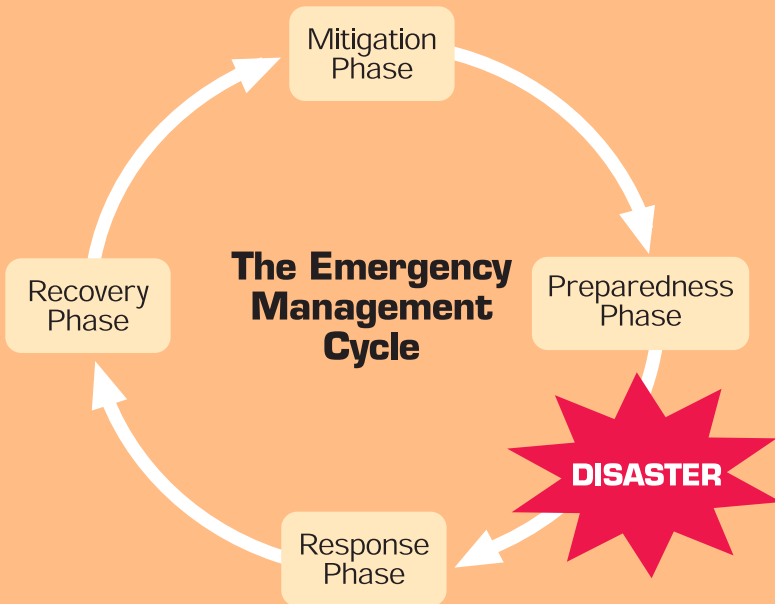 Mitigation
Phase
The Emergency
Management
Cycle
Recovery
Phase
Preparedness
Phase
DISASTER
Response
Phase